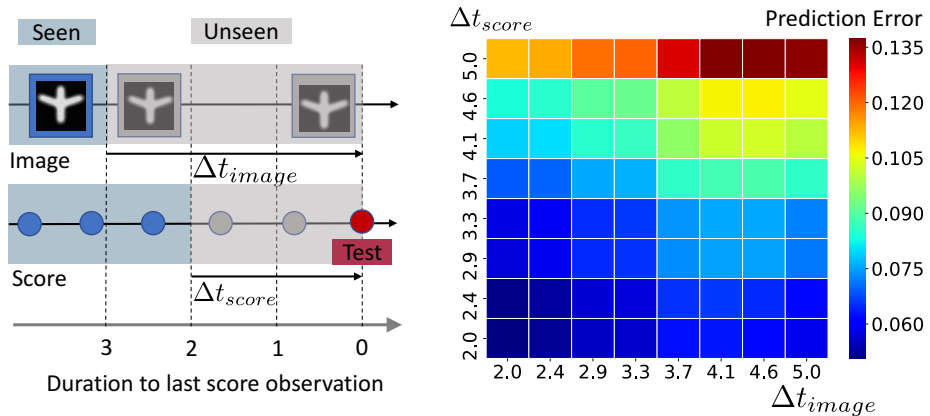 Seen
Unseen
Image
Δt_image
Test
Score
Δt_score
3 2 1 0
Duration to last score observation
Δt_score
Prediction Error
5.0
4.6
4.1
3.7
3.3
2.9
2.4
2.0
2.0 2.4 2.9 3.3 3.7 4.1 4.6 5.0
Δt_image
0.135
0.120
0.105
0.090
0.075
0.060